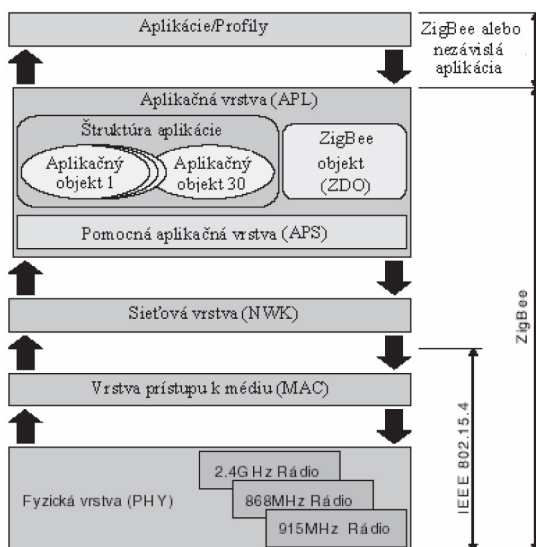 Aplikácie/Profily
ZigBee alebo
nezávislá
aplikácia
Aplikačná vrstva (APL)
Štruktúra aplikácie
Aplikačný
objekt 1
Aplikačný
objekt 30
ZigBee
objekt
(ZDO)
Pomocná aplikačná vrstva (APS)
Sieťová vrstva (NWK)
Vrstva prístupu k médiu (MAC)
Fyzická vrstva (PHY)
2.4G Hz Rádio
868MHz Rádio
915MHz Rádio
IEEE 802.15.4
ZigBee